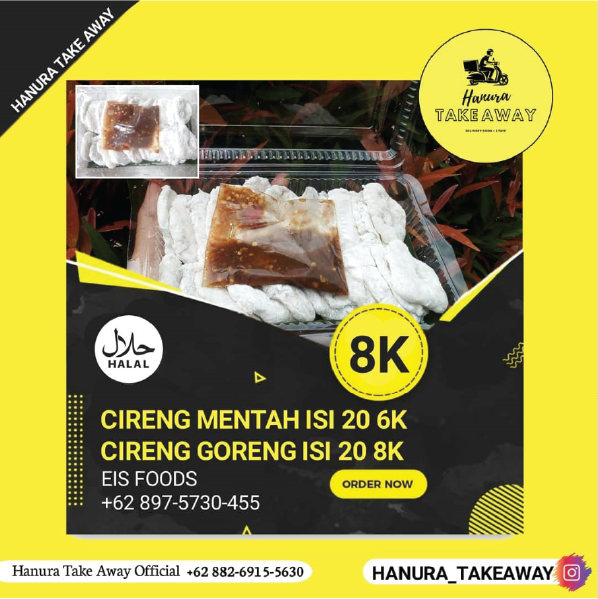 HANURA TAKE AWAY
Hanura
TAKEAWAY
حلال
HALAL
8K
CIRENG MENTAH ISI 20 6K
CIRENG GORENG ISI 20 8K
EIS FOODS
+62 897-5730-455
ORDER NOW
Hanura Take Away Official +62 882-6915-5630
HANURA_TAKEAWAY